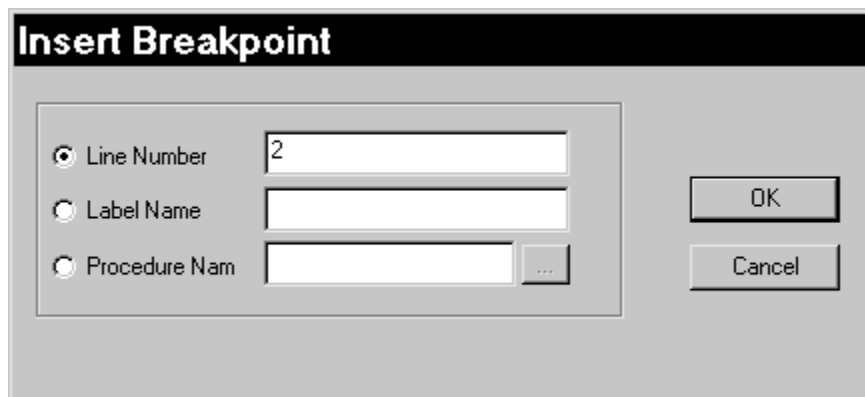 Insert Breakpoint
Line Number 2
Label Name
Procedure Nam ...
OK
Cancel